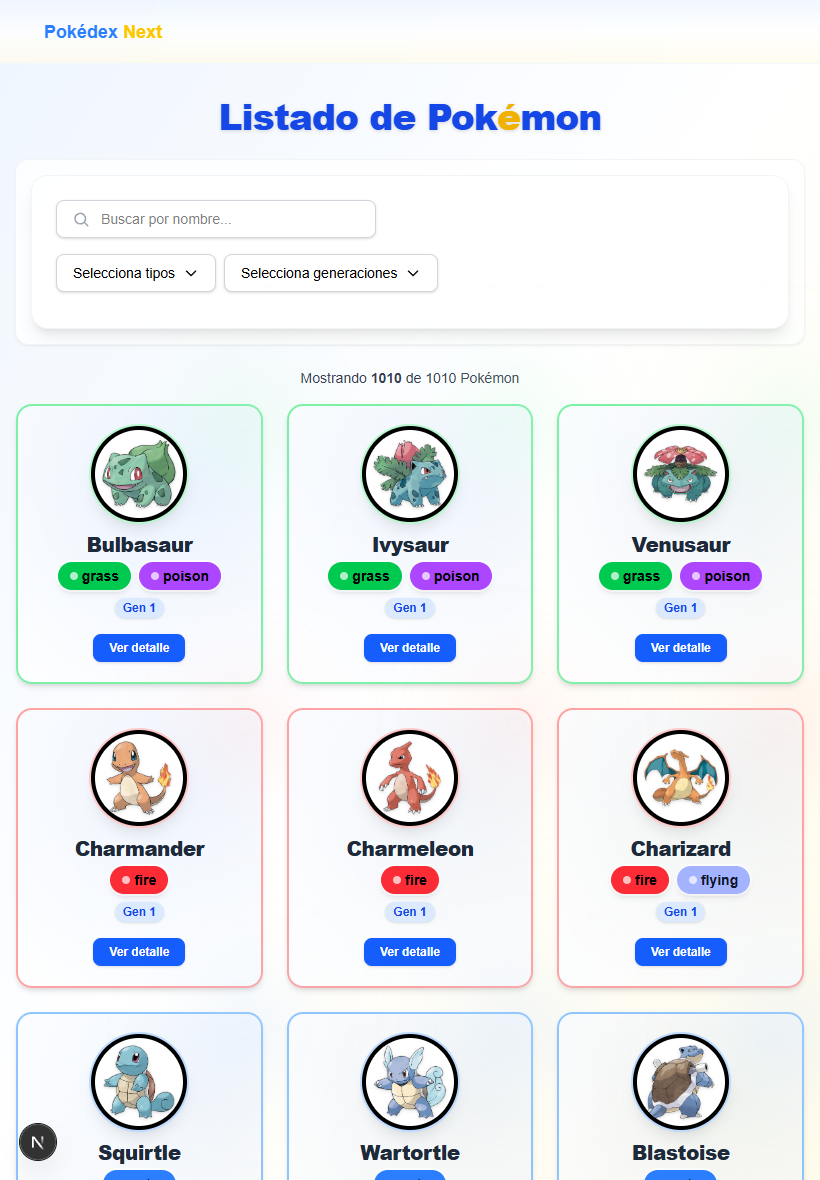 Pokédex Next
Listado de Pokémon
Buscar por nombre...
Selecciona tipos
Selecciona generaciones
Mostrando 1010 de 1010 Pokémon
Bulbasaur
grass poison
Gen 1
Ver detalle
Ivysaur
grass poison
Gen 1
Ver detalle
Venusaur
grass poison
Gen 1
Ver detalle
Charmander
fire
Gen 1
Ver detalle
Charmeleon
fire
Gen 1
Ver detalle
Charizard
fire flying
Gen 1
Ver detalle
Squirtle
Wartortle
Blastoise
N